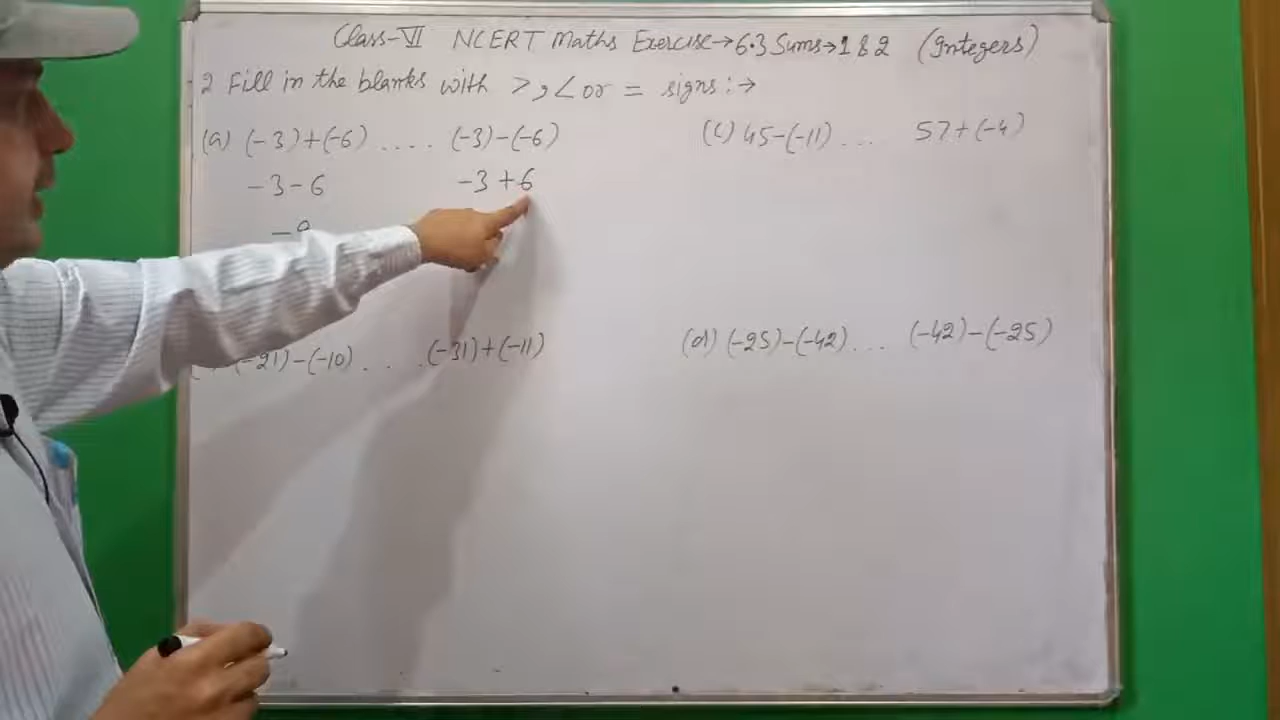 Class-VI NCERT Maths Exercise→6.3 Sums→1 & 2 (Integers)
2 Fill in the blanks with >,< or = signs:→
(a) (-3)+(-6) .... (-3)-(-6)
-3-6 -3+6
-9
(-21)-(-10) .... (-31)+(-11)
(c) 45-(-11) ... 57+(-4)
(d) (-25)-(-42) ... (-42)-(-25)